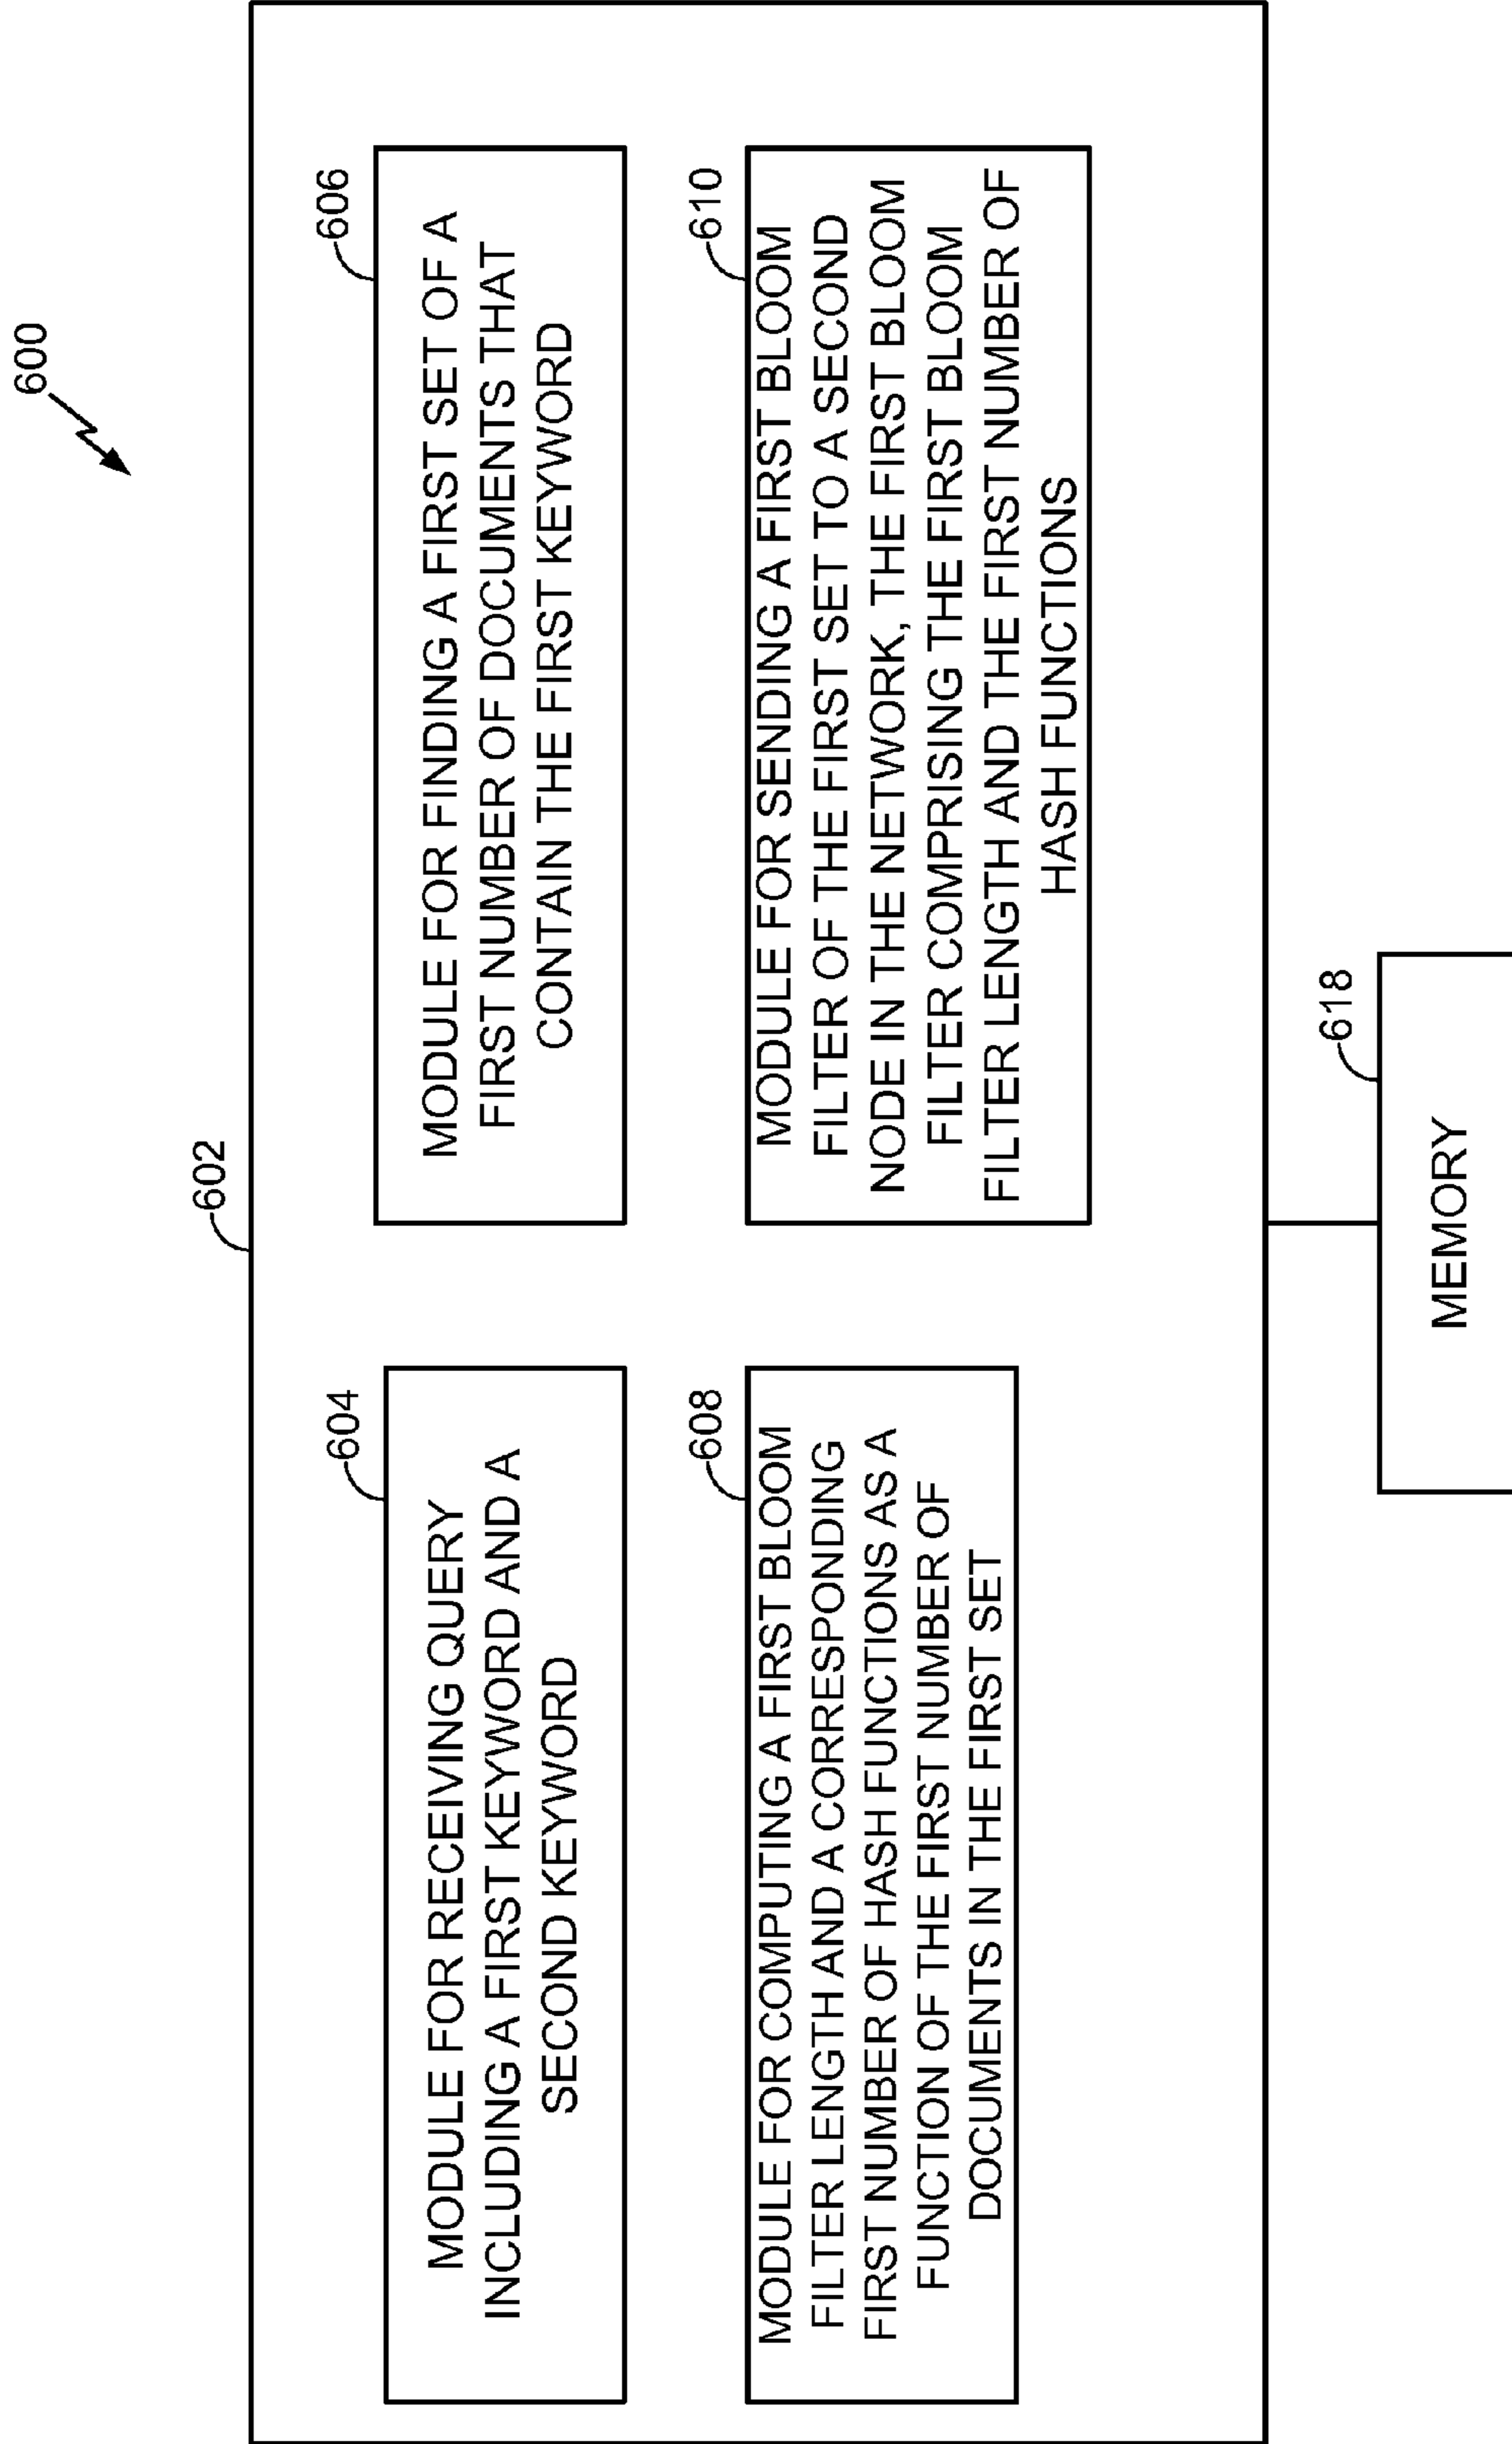 600
602
604
MODULE FOR RECEIVING QUERY
INCLUDING A FIRST KEYWORD AND A
SECOND KEYWORD
606
MODULE FOR FINDING A FIRST SET OF A
FIRST NUMBER OF DOCUMENTS THAT
CONTAIN THE FIRST KEYWORD
608
MODULE FOR COMPUTING A FIRST BLOOM
FILTER LENGTH AND A CORRESPONDING
FIRST NUMBER OF HASH FUNCTIONS AS A
FUNCTION OF THE FIRST NUMBER OF
DOCUMENTS IN THE FIRST SET
610
MODULE FOR SENDING A FIRST BLOOM
FILTER OF THE FIRST SET TO A SECOND
NODE IN THE NETWORK, THE FIRST BLOOM
FILTER COMPRISING THE FIRST BLOOM
FILTER LENGTH AND THE FIRST NUMBER OF
HASH FUNCTIONS
618
MEMORY